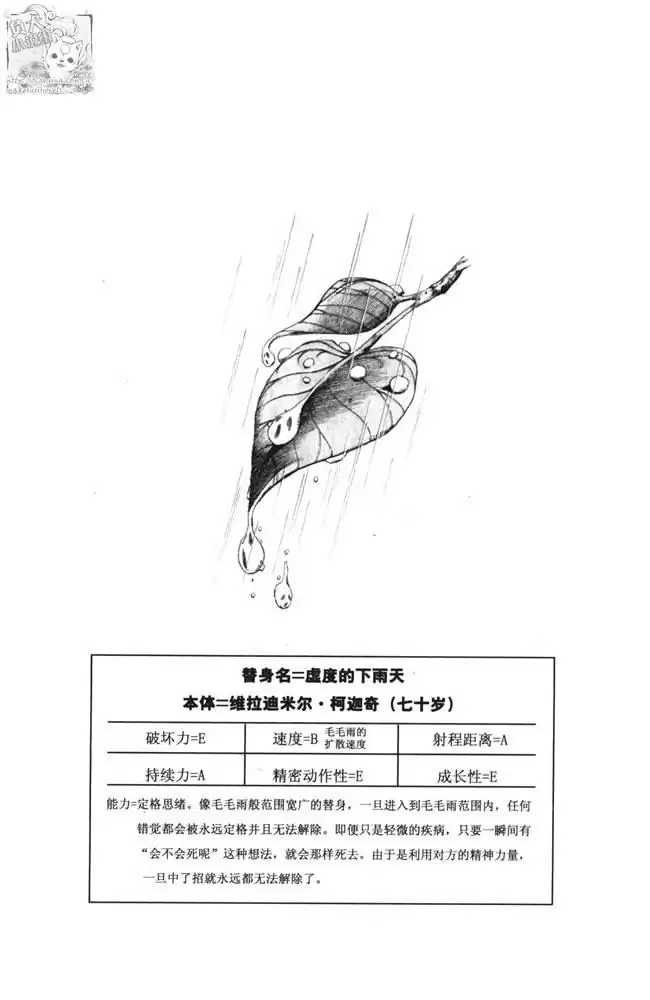 替身名=虚度的下雨天
本体=维拉迪米尔·柯迦奇（七十岁）
破坏力=E
速度=B 毛毛雨的扩散速度
射程距离=A
持续力=A
精密动作性=E
成长性=E
能力=定格思绪。像毛毛雨般范围宽广的替身，一旦进入到毛毛雨范围内，任何
错觉都会被永远定格并且无法解除。即便只是轻微的疾病，只要一瞬间有
“会不会死呢”这种想法，就会那样死去。由于是利用对方的精神力量，
一旦中了招就永远都无法解除了。